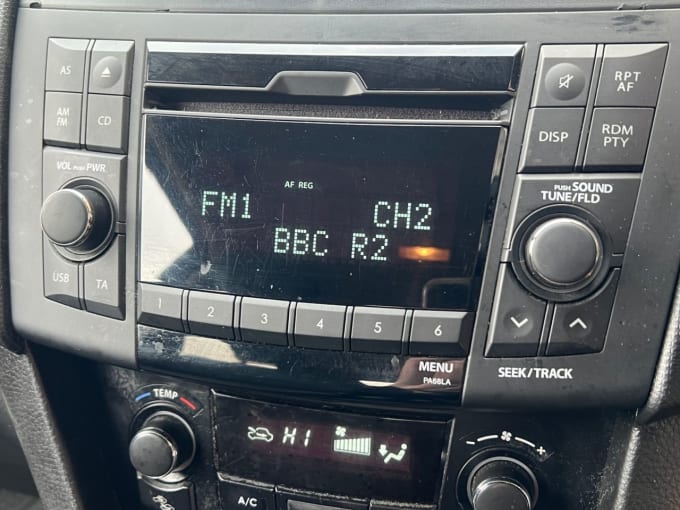 AS
RPT
AF
AM
FM
CD
DISP
RDM
PTY
VOL PUSH PWR
AF REG
PUSH SOUND
TUNE/FLD
FM1 CH2
BBC R2
USB
TA
1 2 3 4 5 6
MENU
PA68LA
SEEK/TRACK
TEMP
HI
A/C